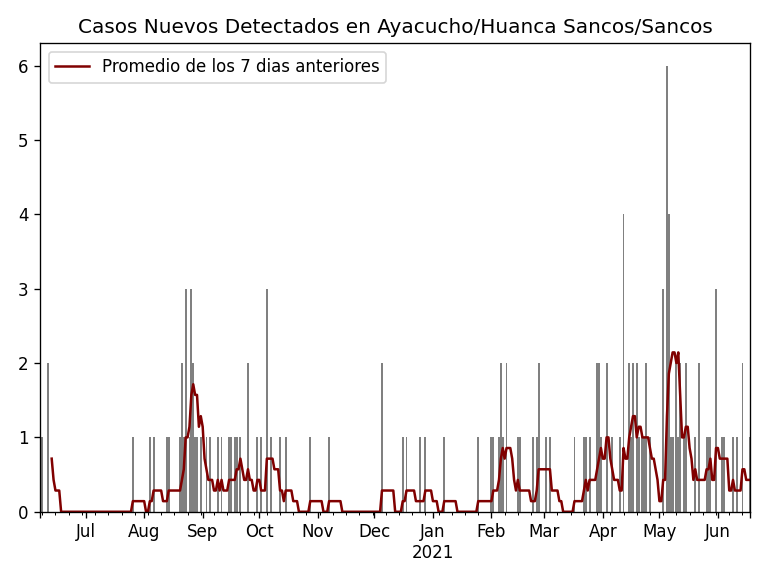 Casos Nuevos Detectados en Ayacucho/Huanca Sancos/Sancos
Promedio de los 7 dias anteriores
6
5
4
3
2
1
0
Jul Aug Sep Oct Nov Dec Jan Feb Mar Apr May Jun
2021